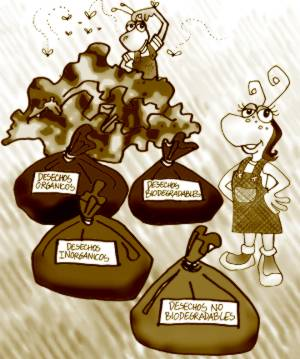 DESECHOS
ORGANICOS
DESECHOS
BIODEGRADABLES
DESECHOS
INORGANICOS
DESECHOS NO
BIODEGRADABLES